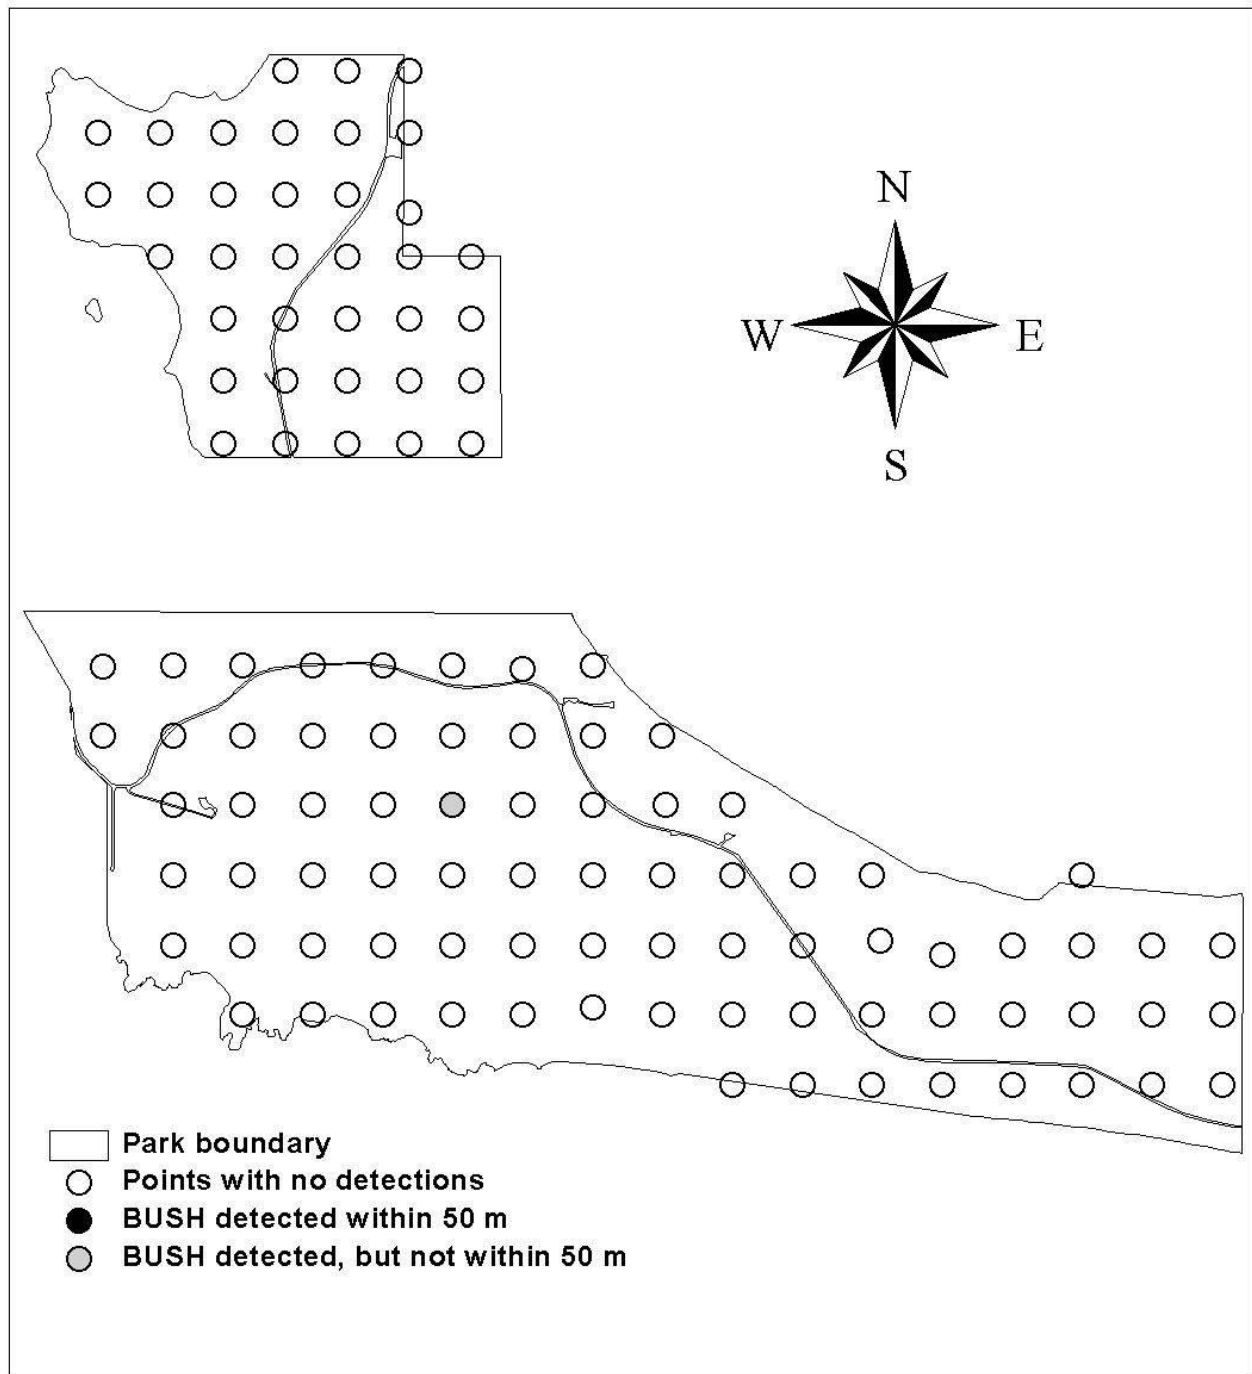 N
W
E
S
Park boundary
Points with no detections
BUSH detected within 50 m
BUSH detected, but not within 50 m